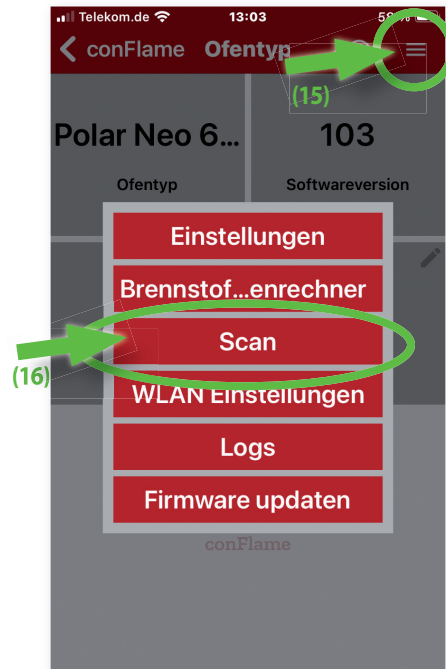 Telekom.de 13:03
conFlame Ofentyp
(15)
Polar Neo 6... 103
Ofentyp Softwareversion
Einstellungen
Brennstof...enrechner
Scan
(16)
WLAN Einstellungen
Logs
Firmware updaten
conFlame